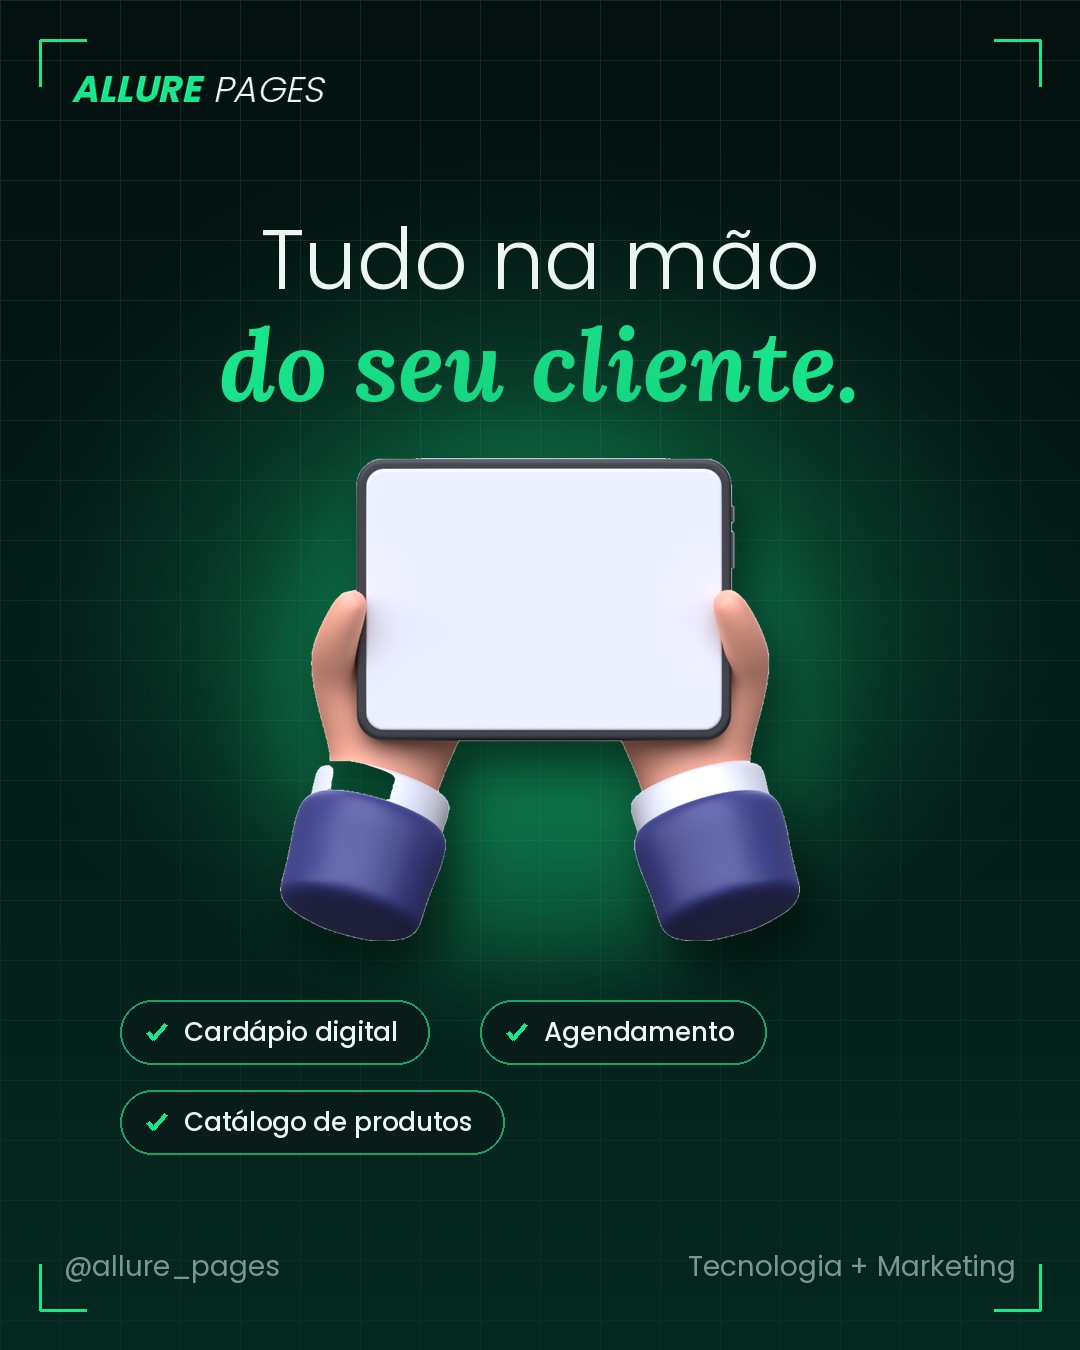 ALLURE PAGES
Tudo na mão
do seu cliente.
Cardápio digital
Agendamento
Catálogo de produtos
@allure_pages
Tecnologia + Marketing